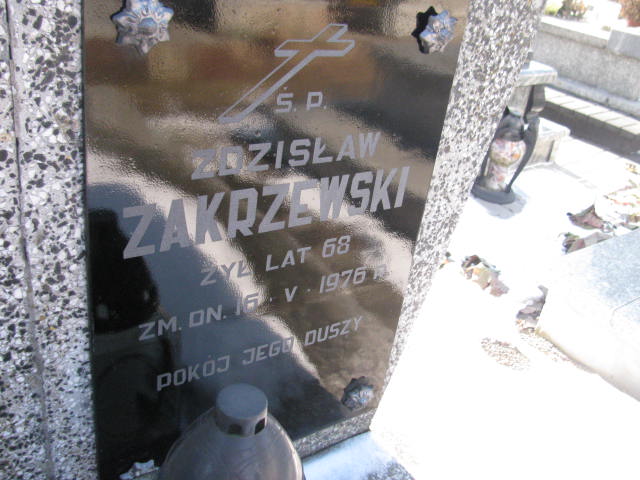 Ś. P.
ZDZISŁAW
ZAKRZEWSKI
ŻYŁ LAT 68
ZM. DN. 16 · V · 1976 R.
POKÓJ JEGO DUSZY